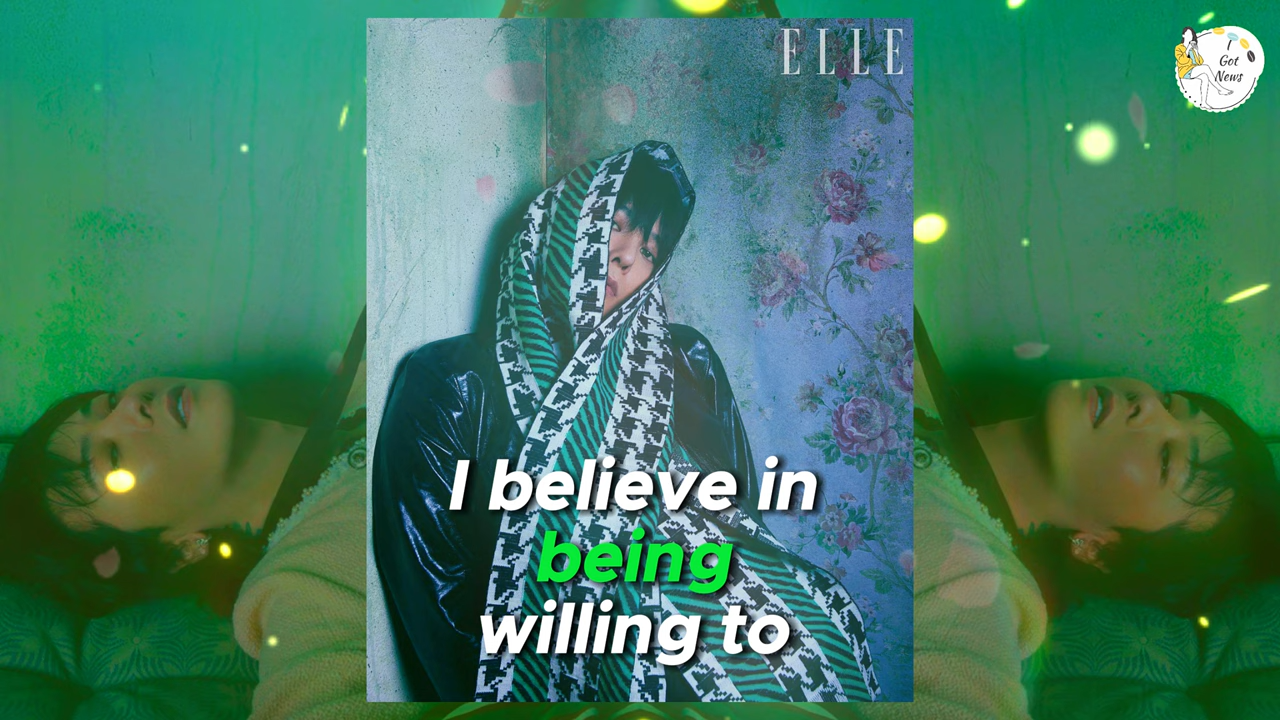 ELLE
I
Got
News
I believe in
being
willing to